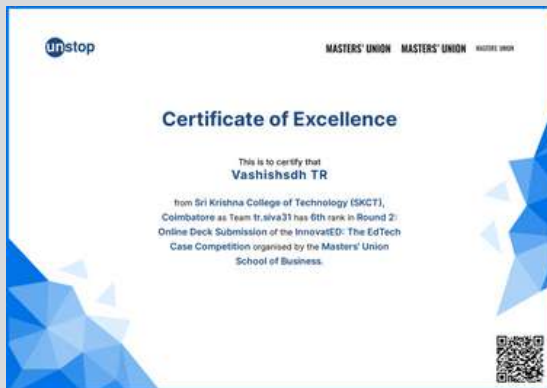 unstop
MASTERS' UNION MASTERS' UNION MASTERS' UNION
Certificate of Excellence
This is to certify that
Vashishsdh TR
from Sri Krishna College of Technology (SKCT),
Coimbatore as Team tr.siva31 has 6th rank in Round 2:
Online Deck Submission of the InnovatED: The EdTech
Case Competition organised by the Masters' Union
School of Business.